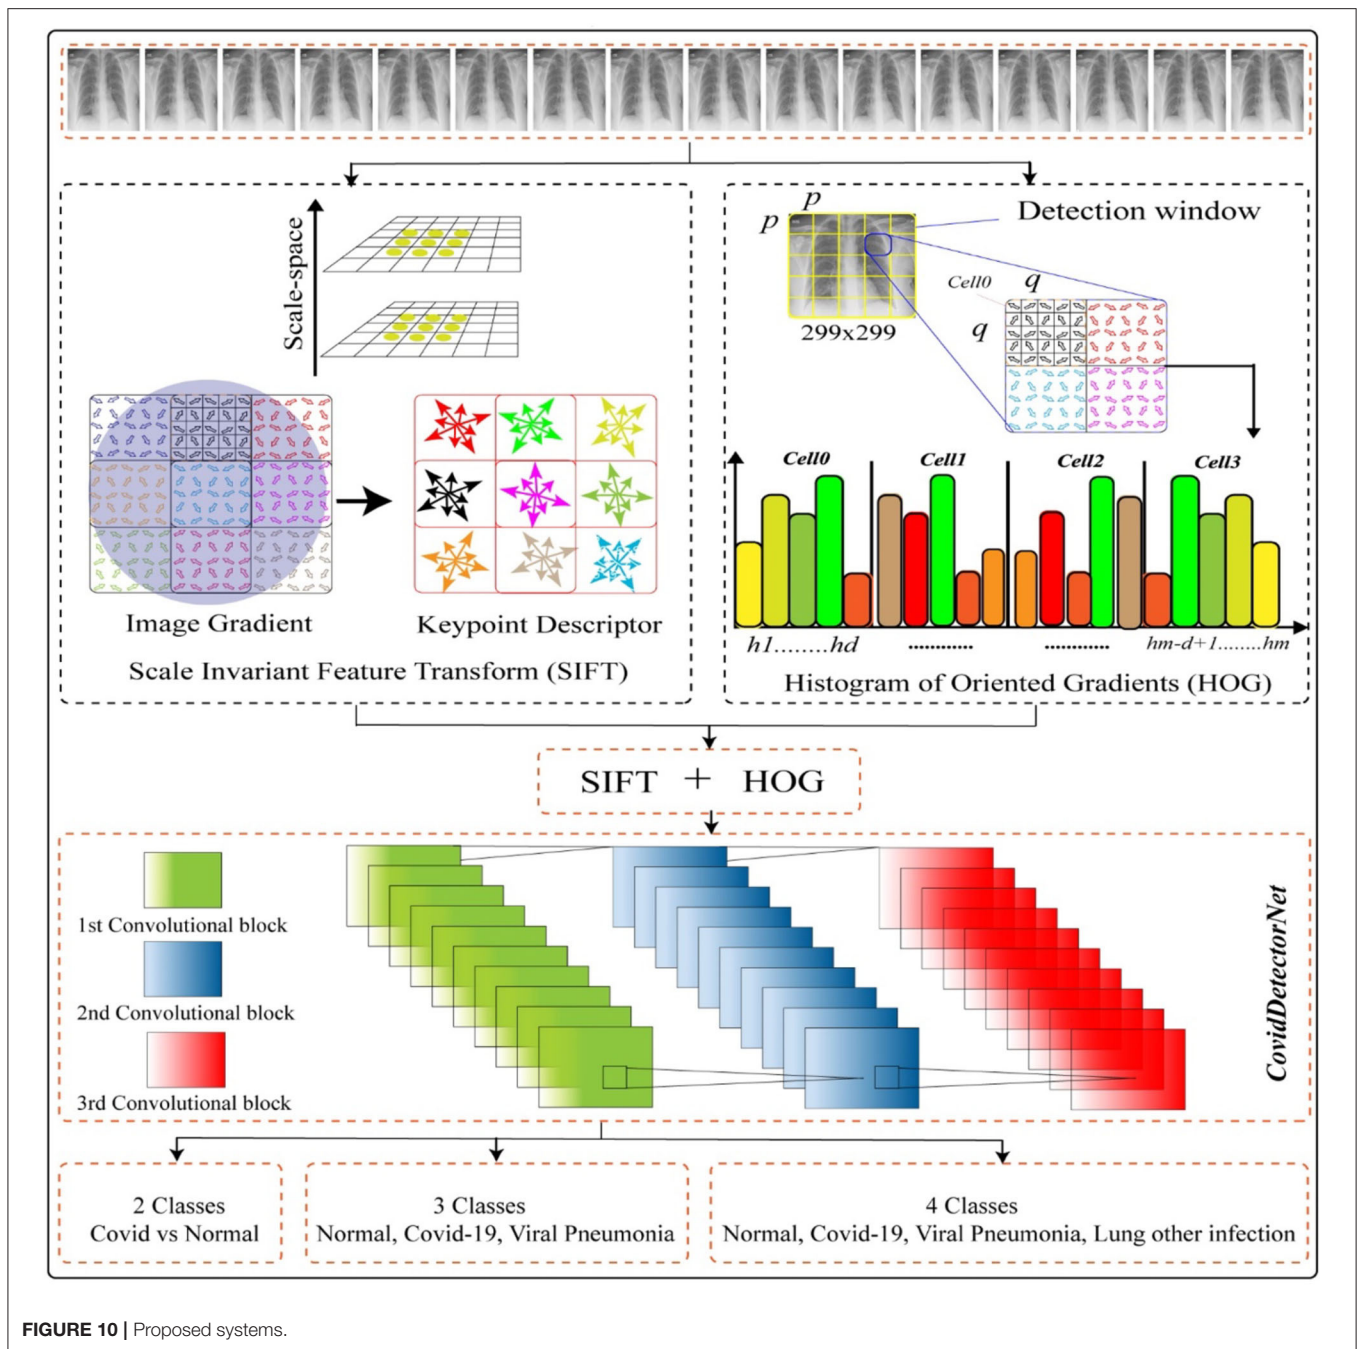 Scale-space
Image Gradient
Keypoint Descriptor
Scale Invariant Feature Transform (SIFT)
p
p
Detection window
299x299
Cell0
q
q
Cell0
Cell1
Cell2
Cell3
h1........hd
............
............
hm-d+1........hm
Histogram of Oriented Gradients (HOG)
SIFT + HOG
1st Convolutional block
2nd Convolutional block
3rd Convolutional block
CovidDetectorNet
2 Classes
Covid vs Normal
3 Classes
Normal, Covid-19, Viral Pneumonia
4 Classes
Normal, Covid-19, Viral Pneumonia, Lung other infection
FIGURE 10 | Proposed systems.